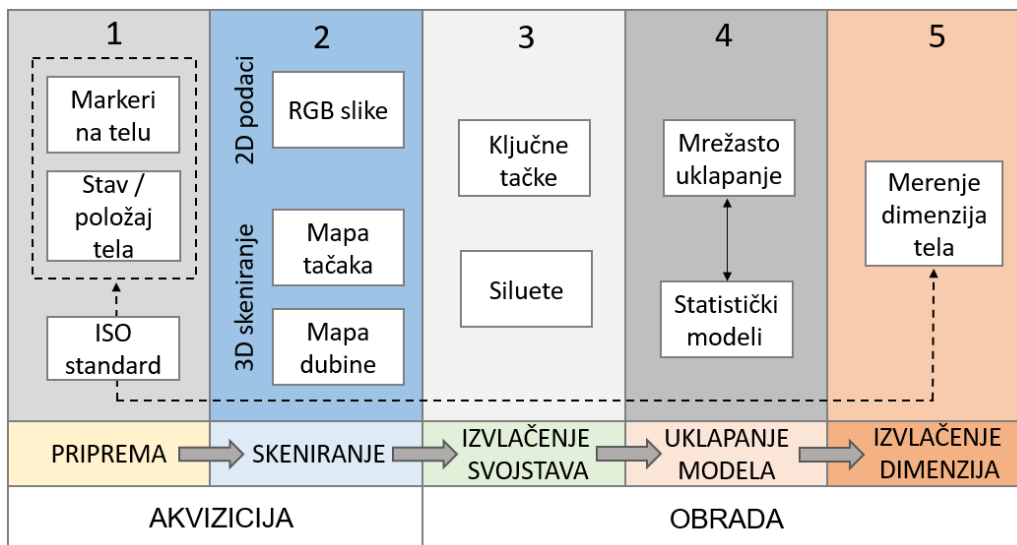 1
Markeri
na telu
Stav /
položaj
tela
ISO
standard
2
2D podaci
RGB slike
3D skeniranje
Mapa
tačaka
Mapa
dubine
3
Ključne
tačke
Siluete
4
Mrežasto
uklapanje
Statistički
modeli
5
Merenje
dimenzija
tela
PRIPREMA
SKENIRANJE
IZVLAČENJE
SVOJSTAVA
UKLAPANJE
MODELA
IZVLAČENJE
DIMENZIJA
AKVIZICIJA
OBRADA